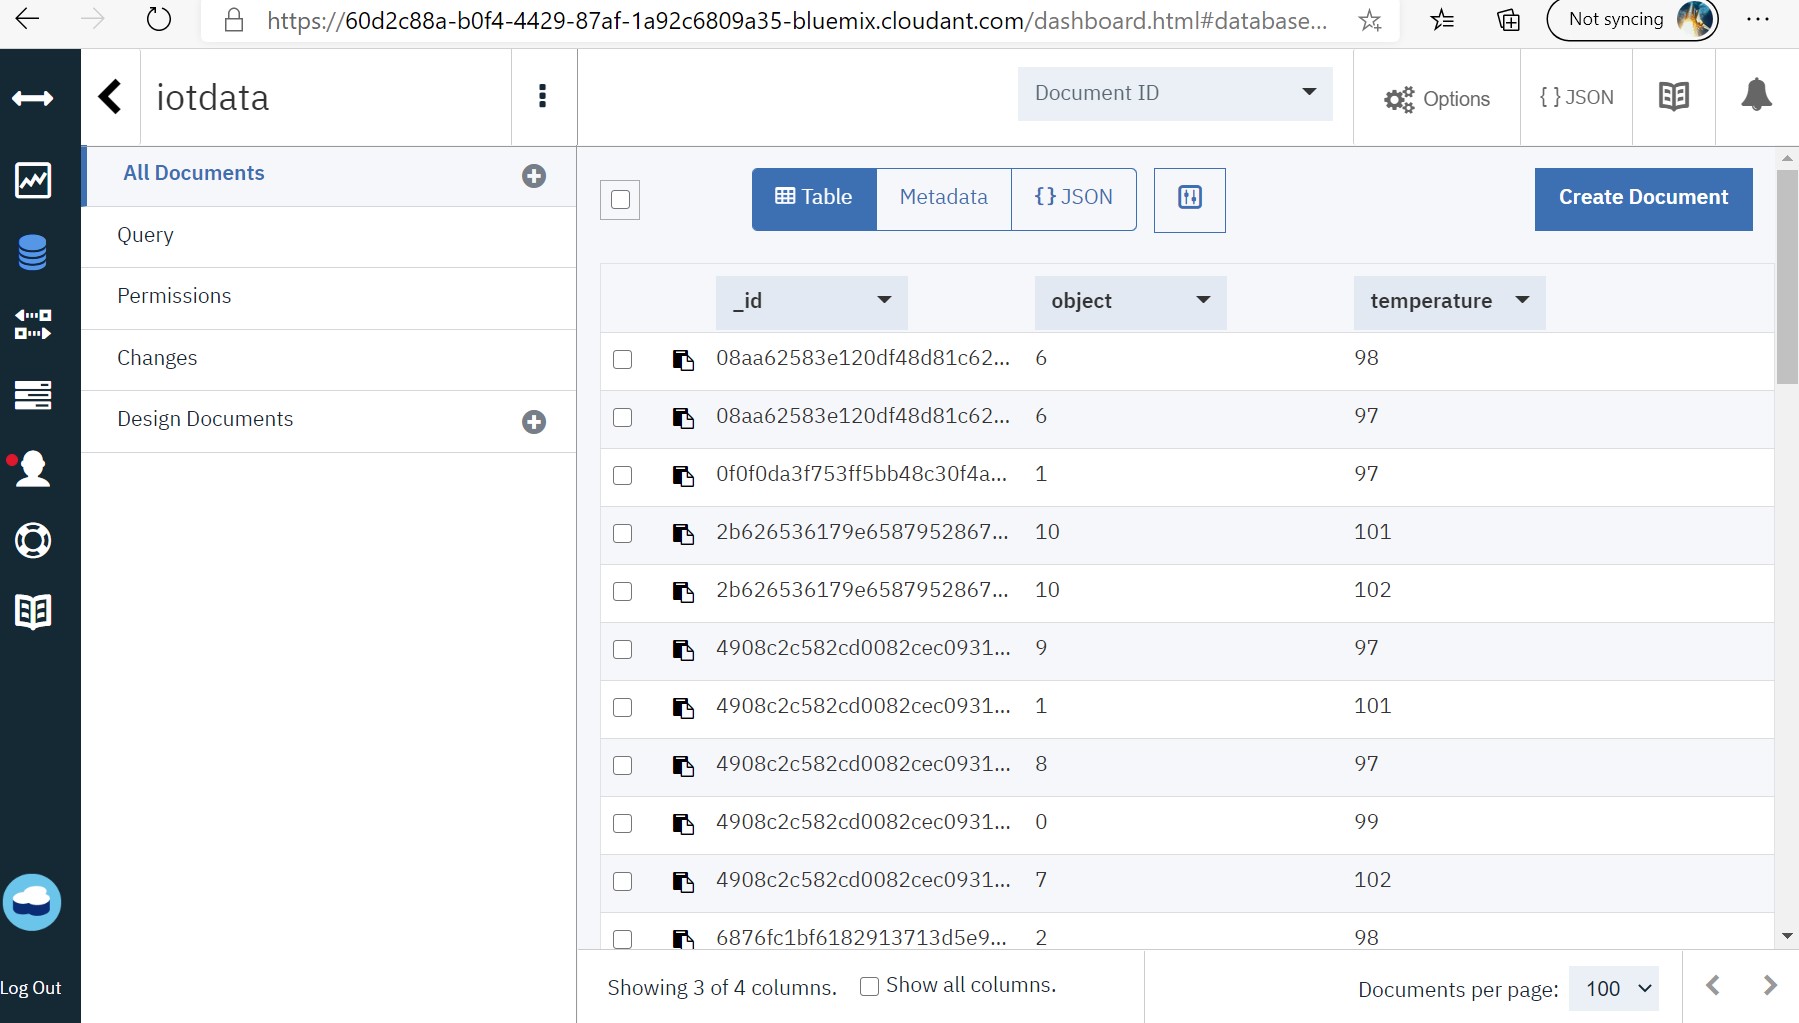 https://60d2c88a-b0f4-4429-87af-1a92c6809a35-bluemix.cloudant.com/dashboard.html#database...
Not syncing
iotdata
Document ID
Options
{ } JSON
All Documents
Query
Permissions
Changes
Design Documents
Log Out
Table
Metadata
{ } JSON
Create Document
_id object temperature
08aa62583e120df48d81c62... 6 98
08aa62583e120df48d81c62... 6 97
0f0f0da3f753ff5bb48c30f4a... 1 97
2b626536179e6587952867... 10 101
2b626536179e6587952867... 10 102
4908c2c582cd0082cec0931... 9 97
4908c2c582cd0082cec0931... 1 101
4908c2c582cd0082cec0931... 8 97
4908c2c582cd0082cec0931... 0 99
4908c2c582cd0082cec0931... 7 102
6876fc1bf6182913713d5e9... 2 98
Showing 3 of 4 columns.
Show all columns.
Documents per page: 100